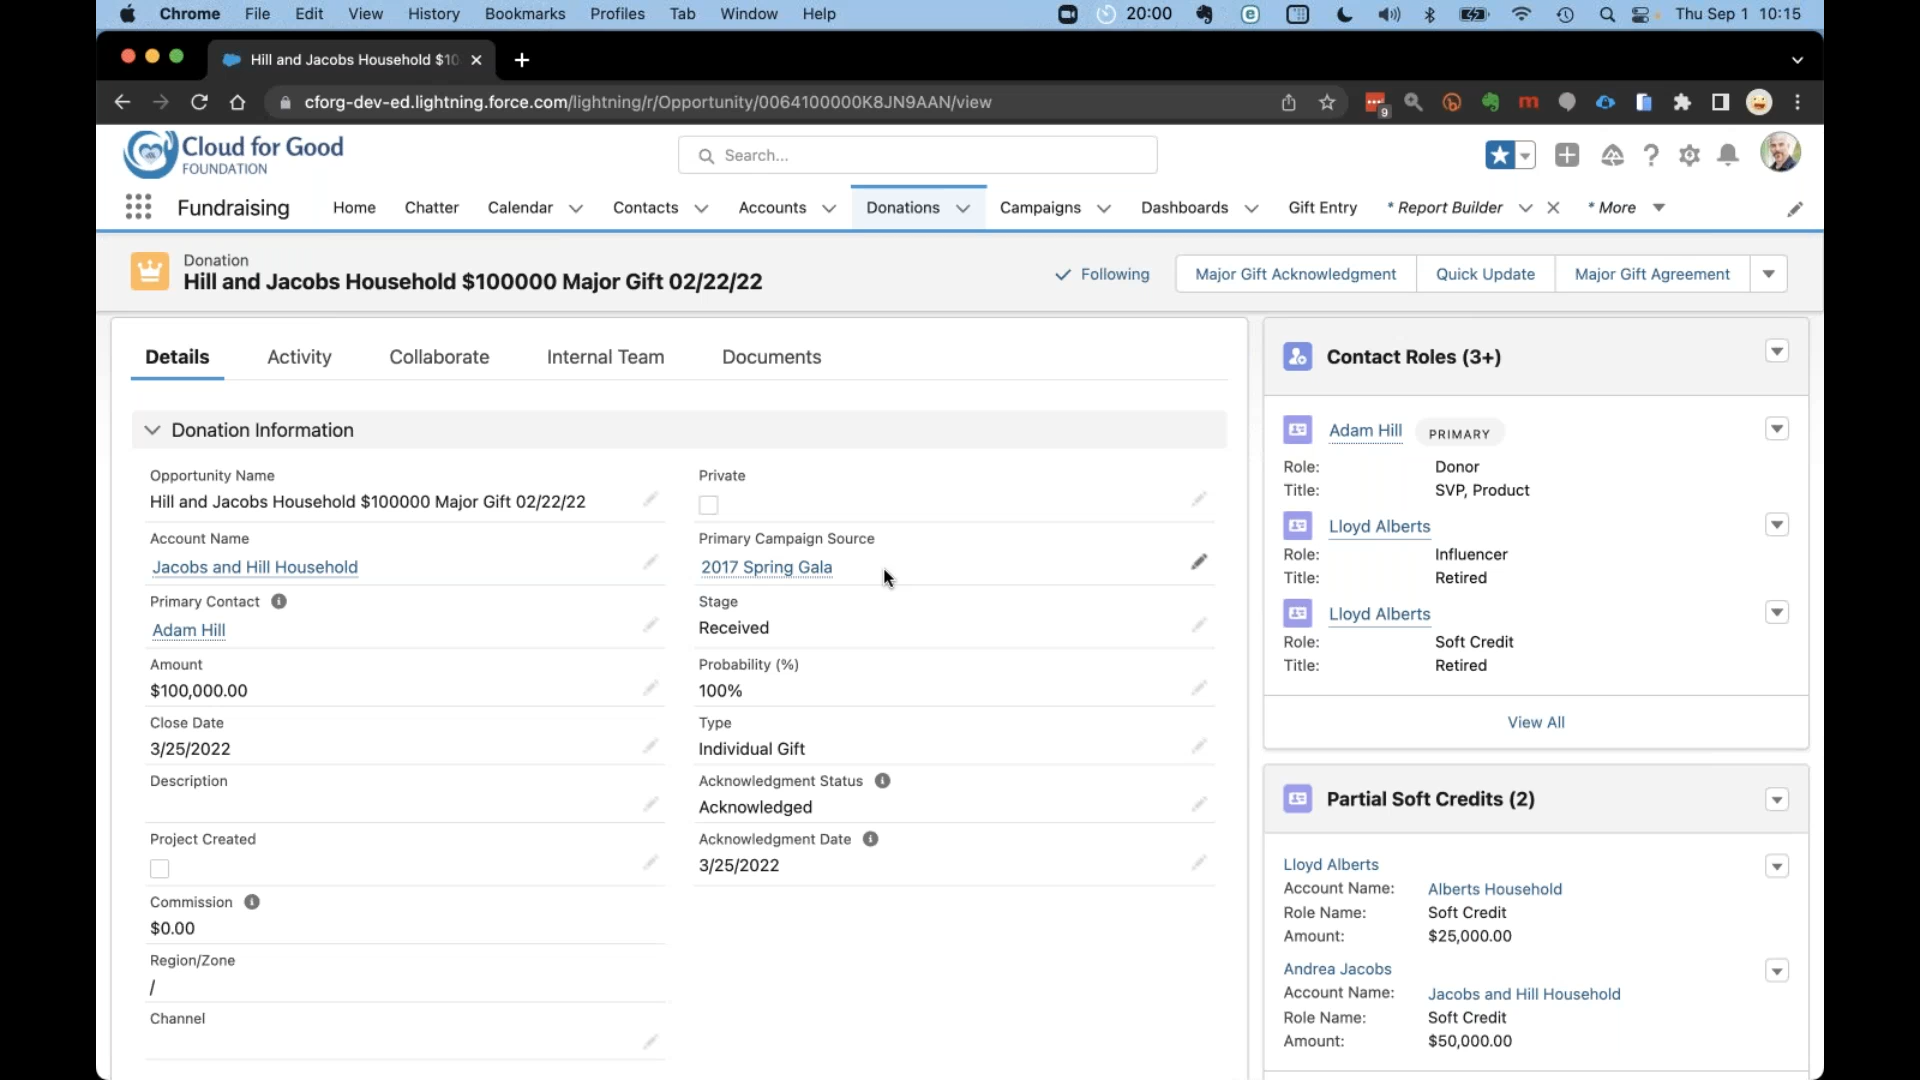 Chrome File Edit View History Bookmarks Profiles Tab Window Help 20:00 Thu Sep 1 10:15
Hill and Jacobs Household $10
cforg-dev-ed.lightning.force.com/lightning/r/Opportunity/0064100000K8JN9AAN/view 9
Cloud for Good
FOUNDATION
Search...
Fundraising Home Chatter Calendar Contacts Accounts Donations Campaigns Dashboards Gift Entry * Report Builder * More
Donation
Hill and Jacobs Household $100000 Major Gift 02/22/22
Following Major Gift Acknowledgment Quick Update Major Gift Agreement
Details Activity Collaborate Internal Team Documents
Donation Information
Opportunity Name
Hill and Jacobs Household $100000 Major Gift 02/22/22
Account Name
Jacobs and Hill Household
Primary Contact
Adam Hill
Amount
$100,000.00
Close Date
3/25/2022
Description
Project Created
Commission
$0.00
Region/Zone
/
Channel
Private
Primary Campaign Source
2017 Spring Gala
Stage
Received
Probability (%)
100%
Type
Individual Gift
Acknowledgment Status
Acknowledged
Acknowledgment Date
3/25/2022
Contact Roles (3+)
Adam Hill PRIMARY
Role: Donor
Title: SVP, Product
Lloyd Alberts
Role: Influencer
Title: Retired
Lloyd Alberts
Role: Soft Credit
Title: Retired
View All
Partial Soft Credits (2)
Lloyd Alberts
Account Name: Alberts Household
Role Name: Soft Credit
Amount: $25,000.00
Andrea Jacobs
Account Name: Jacobs and Hill Household
Role Name: Soft Credit
Amount: $50,000.00